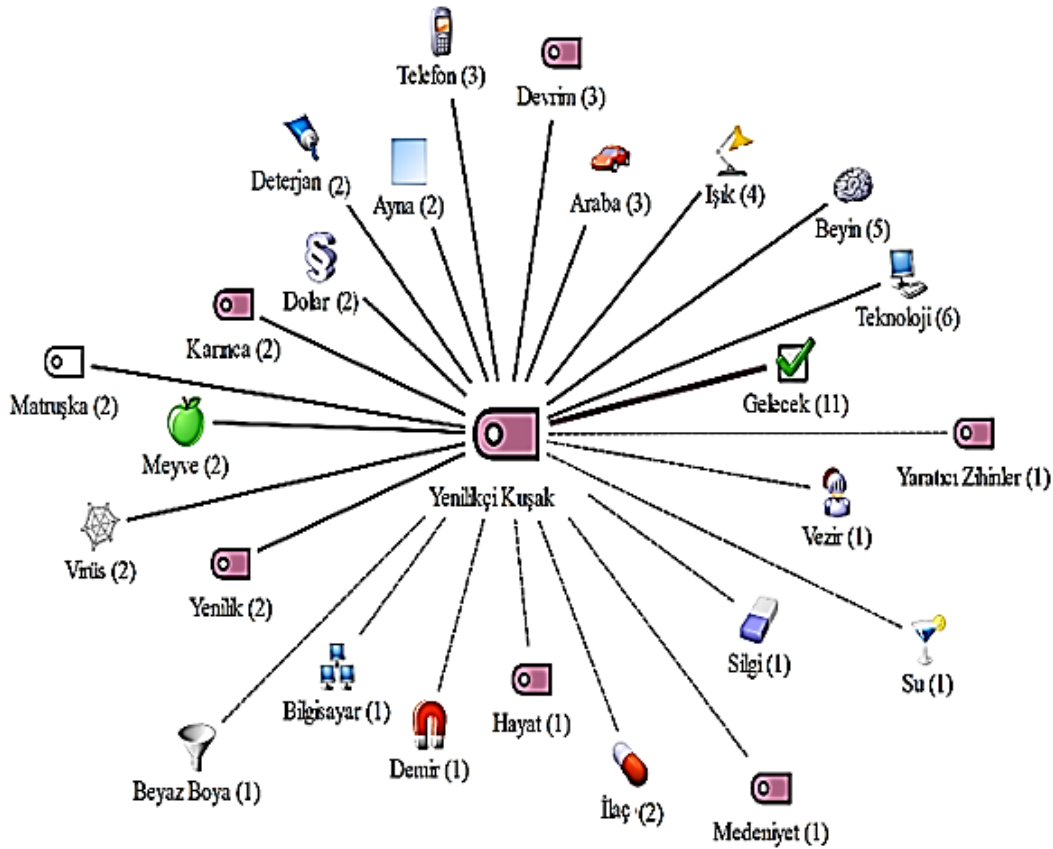 Telefon (3)
Devrim (3)
Deterjan (2)
Ayna (2)
Araba (3)
Işık (4)
Beyin (5)
Dolar (2)
Teknoloji (6)
Karınca (2)
Matruşka (2)
Gelecek (11)
Meyve (2)
Yaratıcı Zihinler (1)
Yenilikçi Kuşak
Vezir (1)
Virüs (2)
Yenilik (2)
Silgi (1)
Su (1)
Bilgisayar (1)
Hayat (1)
Demir (1)
Beyaz Boya (1)
İlaç (2)
Medeniyet (1)